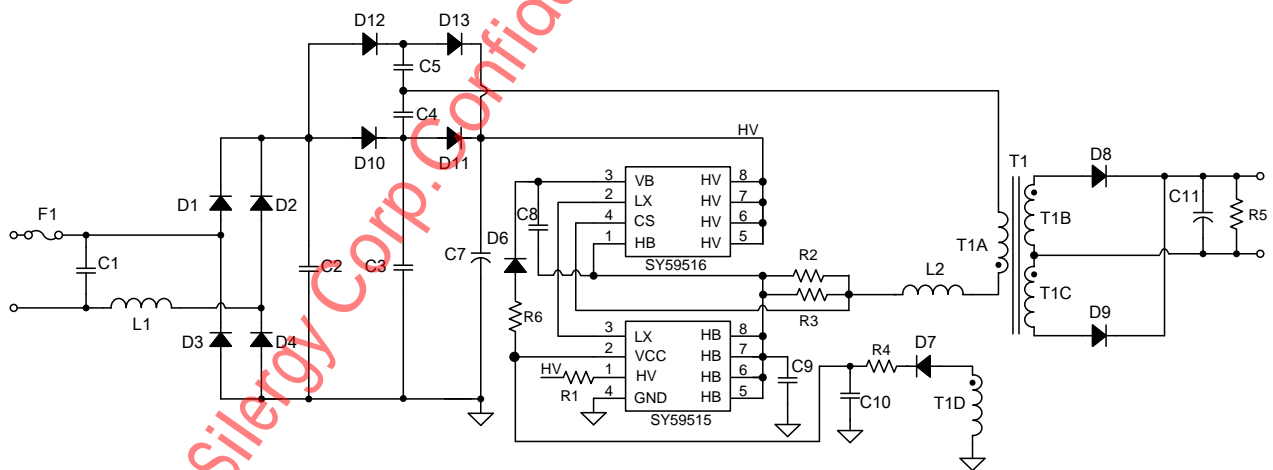 D12
D13
C5
C4
HV
D10
D11
T1
D8
3 VB HV 8
2 LX HV 7
4 CS HV 6
1 HB HV 5
SY59516
D1
D2
C8
D6
C11
R5
T1B
F1
C1
C2
C3
C7
T1A
R2
L2
T1C
L1
R6
R3
D9
D3
D4
3 LX HB 8
2 VCC HB 7
HV 1 HV HB 6
4 GND HB 5
SY59515
R1
C9
R4
D7
C10
T1D
Silergy Corp.Confid